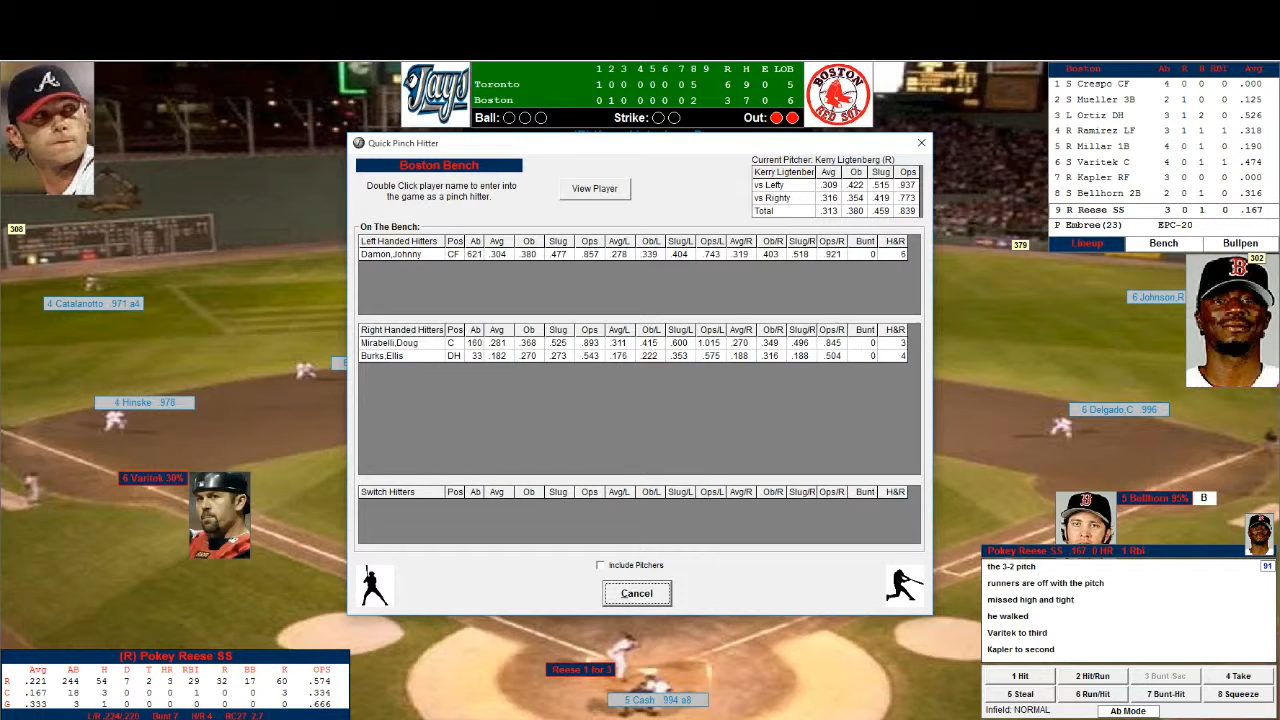 1 2 3 4 5 6 7 8 9 R H E LOB
Toronto 1 0 0 0 0 0 5 6 9 0 5
Boston 0 1 0 0 0 0 2 3 7 0 6
Ball: Strike: Out:
Jays
BOSTON RED SOX
Boston Ab R H RBI Avg
1 S Crespo CF 4 0 0 0 .000
2 S Mueller 3B 2 1 0 0 .125
3 L Ortiz DH 3 1 2 0 .526
4 R Ramirez LF 4 1 1 1 .318
5 R Millar 1B 4 0 1 0 .190
6 S Varitek C 3 0 1 1 .474
7 R Kapler RF 3 0 1 0 .000
8 S Bellhorn 2B 2 0 1 0 .316
9 R Reese SS 3 0 1 0 .167
P Embree(23) EPC-20
Lineup Bench Bullpen
Quick Pinch Hitter
Boston Bench
Double Click player name to enter into
the game as a pinch hitter.
View Player
Current Pitcher: Kerry Ligtenberg (R)
Kerry Ligtenber Avg Ob Slug Ops
vs Lefty .309 .422 .515 .937
vs Righty .316 .354 .419 .773
Total .313 .380 .459 .839
On The Bench:
Left Handed Hitters Pos Ab Avg Ob Slug Ops Avg/L Ob/L Slug/L Ops/L Avg/R Ob/R Slug/R Ops/R Bunt H&R
Damon,Johnny CF 621 .304 .380 .477 .857 .278 .339 .404 .743 .319 .403 .518 .921 0 6
Right Handed Hitters Pos Ab Avg Ob Slug Ops Avg/L Ob/L Slug/L Ops/L Avg/R Ob/R Slug/R Ops/R Bunt H&R
Mirabelli,Doug C 160 .281 .368 .525 .893 .311 .415 .600 1.015 .270 .349 .496 .845 0 3
Burks,Ellis DH 33 .182 .270 .273 .543 .176 .222 .353 .575 .188 .316 .188 .504 0 4
Switch Hitters Pos Ab Avg Ob Slug Ops Avg/L Ob/L Slug/L Ops/L Avg/R Ob/R Slug/R Ops/R Bunt H&R
Include Pitchers
Cancel
308
379
302
4 Catalanotto .971 a4
6 Johnson,R
4 Hinske .978
6 Delgado,C .996
6 Varitek 30%
5 Bellhorn 95% B
Pokey Reese SS .167 0 HR 1 Rbi
the 3-2 pitch 91
runners are off with the pitch
missed high and tight
he walked
Varitek to third
Kapler to second
1 Hit 2 Hit/Run 3 Bunt-Sac 4 Take
5 Steal 6 Run/Hit 7 Bunt-Hit 8 Squeeze
Infield: NORMAL Ab Mode
Reese 1 for 3
5 Cash .994 a8
(R) Pokey Reese SS
Avg AB H D T HR RBI R BB K OPS
R .221 244 54 7 2 3 29 32 17 60 .574
C .167 18 3 0 0 0 1 0 0 3 .334
G .333 3 1 0 0 0 0 0 0 0 .666
L/R .224/.220 Bunt 7 H/R 4 RC27 2.7